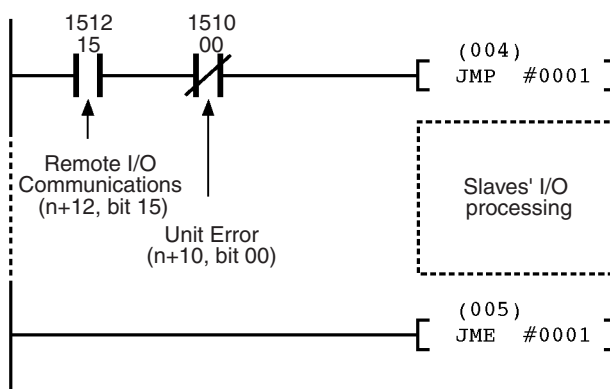 1512
15
1510
00
(004)
JMP #0001
Remote I/O
Communications
(n+12, bit 15)
Unit Error
(n+10, bit 00)
Slaves' I/O
processing
(005)
JME #0001